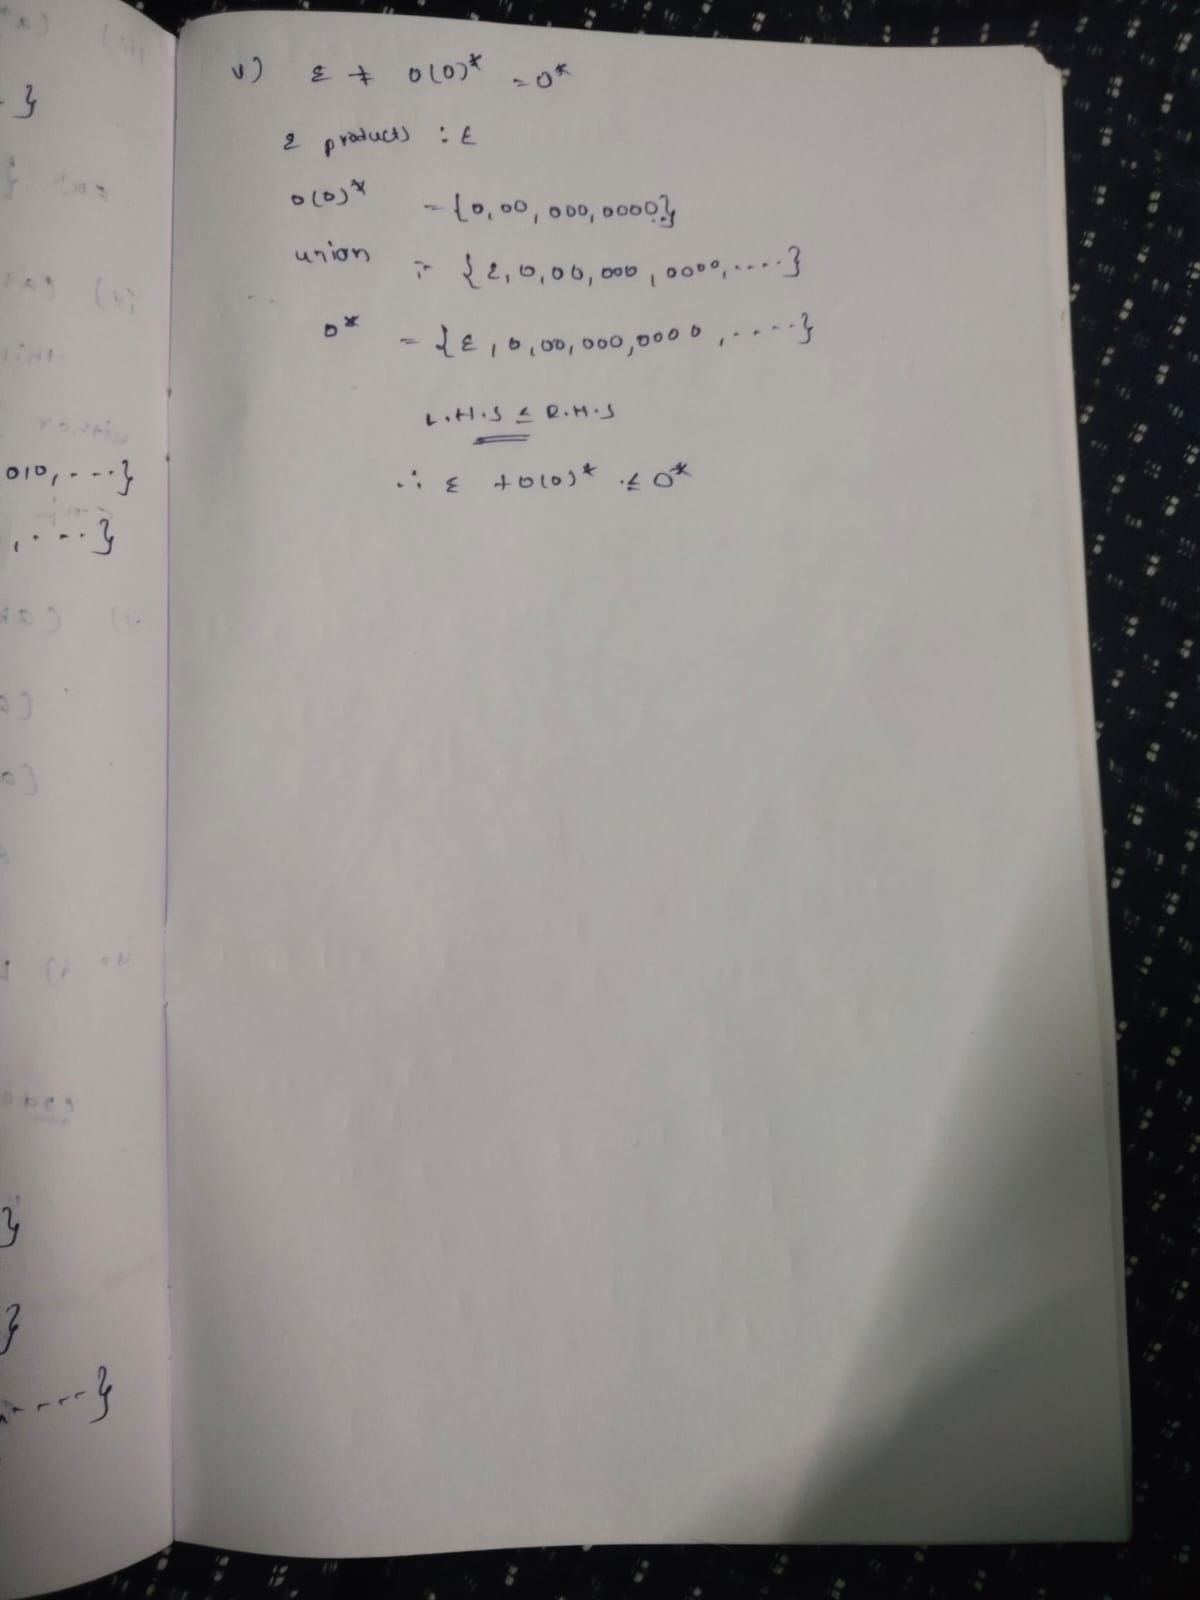 v) ε + 0(0)* = 0*
ε products : ε
0(0)* = {0,00,000,0000}
union = {ε,0,00,000,0000,....}
0* = {ε,0,00,000,0000,....}
L.H.S ≤ R.H.S
∴ ε +0(0)* ≤ 0*
010,...}
,...}
....}